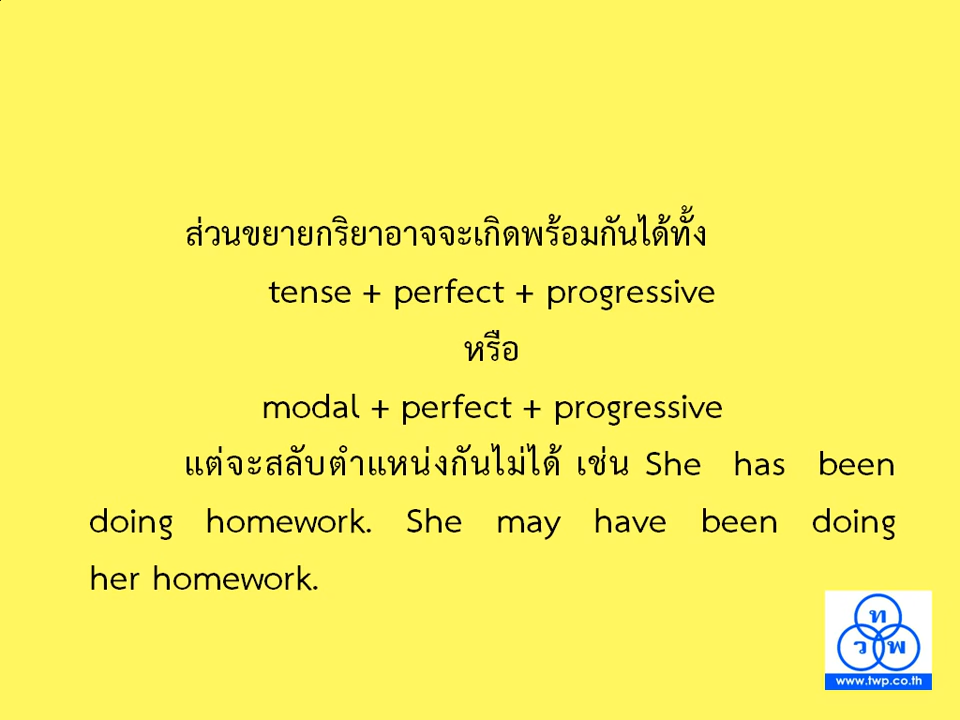 ส่วนขยายกริยาอาจจะเกิดพร้อมกันได้ทั้ง
tense + perfect + progressive
หรือ
modal + perfect + progressive
แต่จะสลับตำแหน่งกันไม่ได้ เช่น She has been
doing homework. She may have been doing
her homework.
ท
ว พ
www.twp.co.th